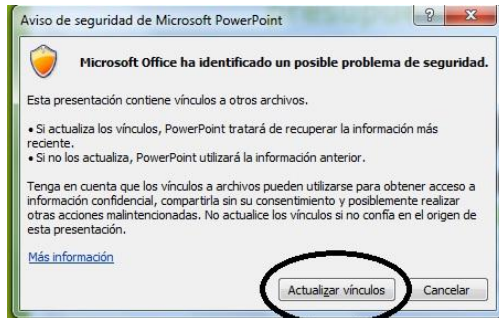 Aviso de seguridad de Microsoft PowerPoint
Microsoft Office ha identificado un posible problema de seguridad.
Esta presentación contiene vínculos a otros archivos.
• Si actualiza los vínculos, PowerPoint tratará de recuperar la información más
reciente.
• Si no los actualiza, PowerPoint utilizará la información anterior.
Tenga en cuenta que los vínculos a archivos pueden utilizarse para obtener acceso a
información confidencial, compartirla sin su consentimiento y posiblemente realizar
otras acciones malintencionadas. No actualice los vínculos si no confía en el origen de
esta presentación.
Más información
Actualizar vínculos
Cancelar